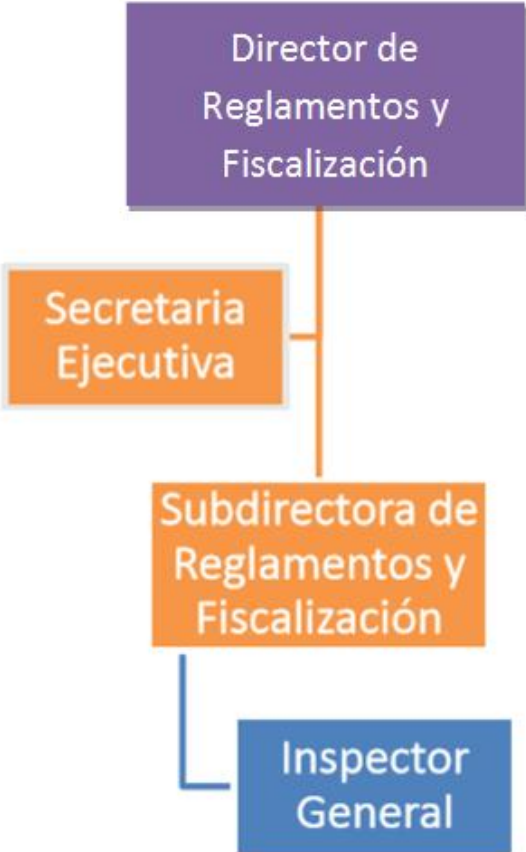 Director de
Reglamentos y
Fiscalización
Secretaria
Ejecutiva
Subdirectora de
Reglamentos y
Fiscalización
Inspector
General